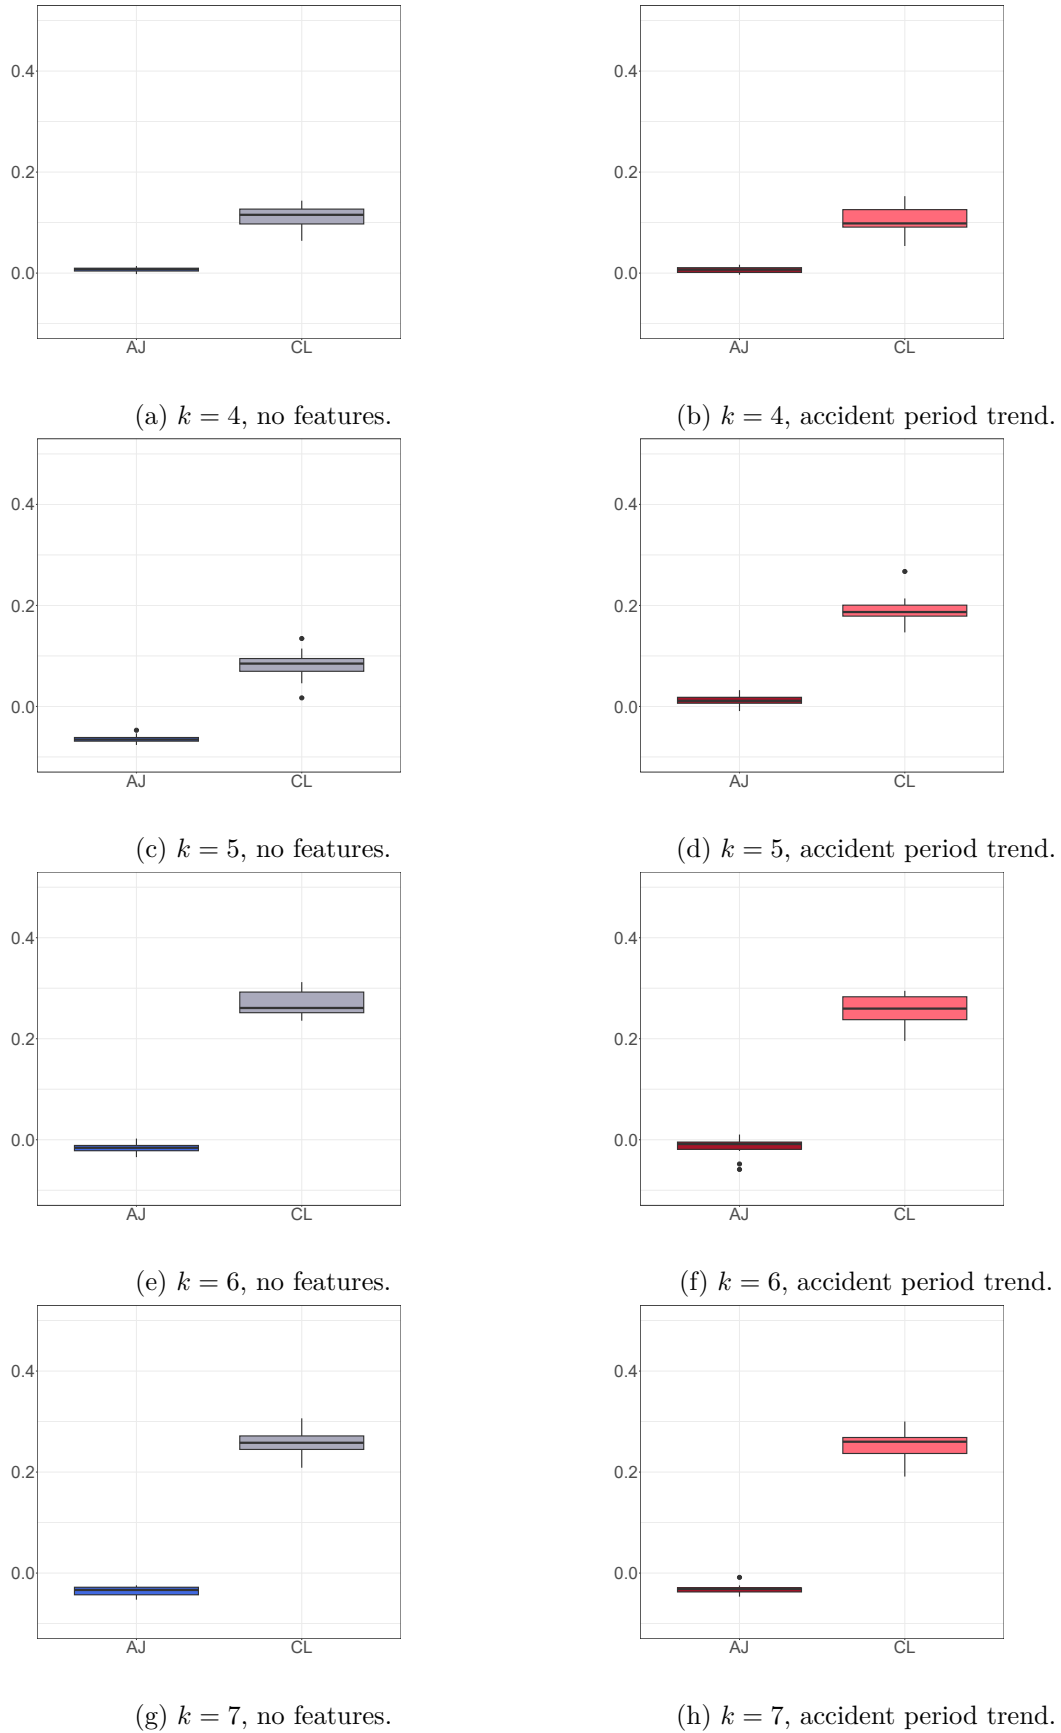 0.4
0.2
0.0
AJ CL
(a) k = 4, no features.
0.4
0.2
0.0
AJ CL
(b) k = 4, accident period trend.
0.4
0.2
0.0
AJ CL
(c) k = 5, no features.
0.4
0.2
0.0
AJ CL
(d) k = 5, accident period trend.
0.4
0.2
0.0
AJ CL
(e) k = 6, no features.
0.4
0.2
0.0
AJ CL
(f) k = 6, accident period trend.
0.4
0.2
0.0
AJ CL
(g) k = 7, no features.
0.4
0.2
0.0
AJ CL
(h) k = 7, accident period trend.